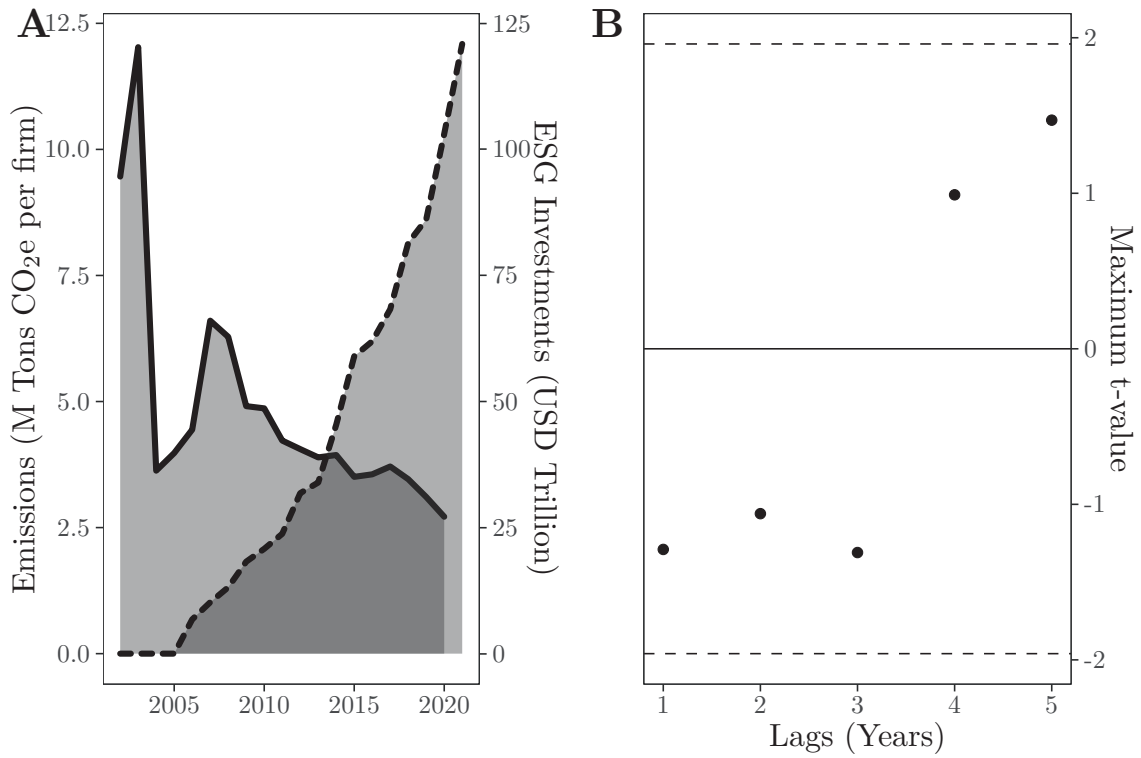 A
12.5
10.0
7.5
5.0
2.5
0.0
Emissions (M Tons CO₂e per firm)
2005 2010 2015 2020
125
100
75
50
25
0
ESG Investments (USD Trillion)
B
2
1
0
-1
-2
Maximum t-value
1 2 3 4 5
Lags (Years)